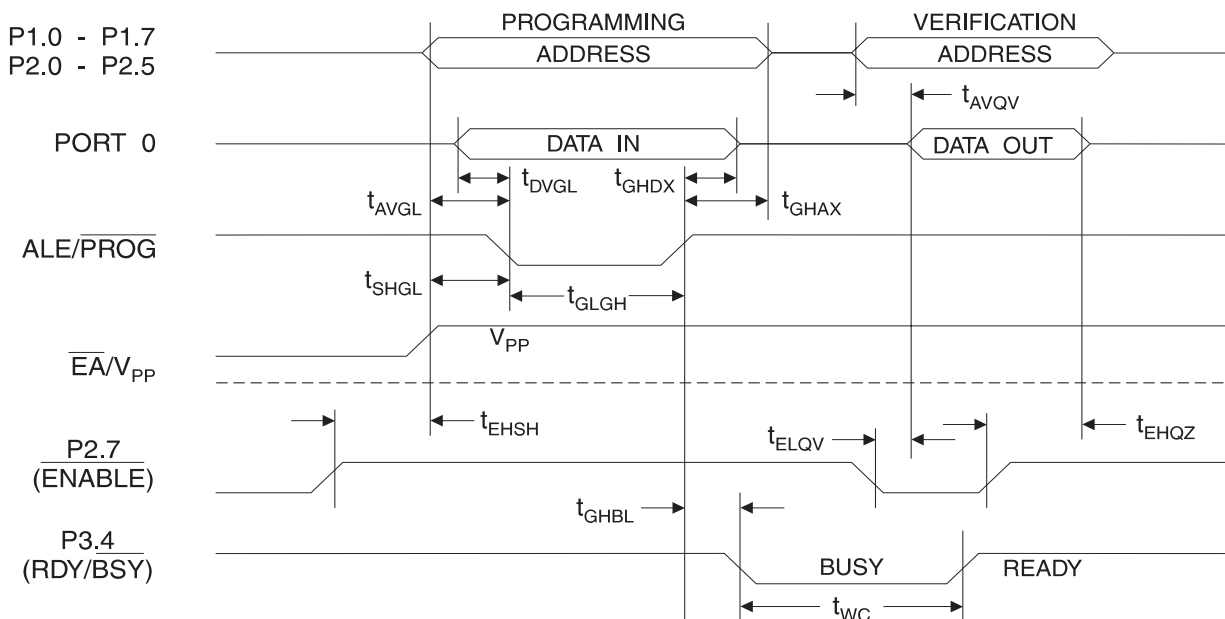 PROGRAMMING
VERIFICATION
P1.0 - P1.7
P2.0 - P2.5
ADDRESS
ADDRESS
tAVQV
PORT 0
DATA IN
DATA OUT
tDVGL
tGHDX
tAVGL
tGHAX
ALE/PROG
tSHGL
tGLGH
VPP
EA/VPP
tEHSH
tELQV
tEHQZ
P2.7
(ENABLE)
tGHBL
P3.4
(RDY/BSY)
BUSY
READY
tWC